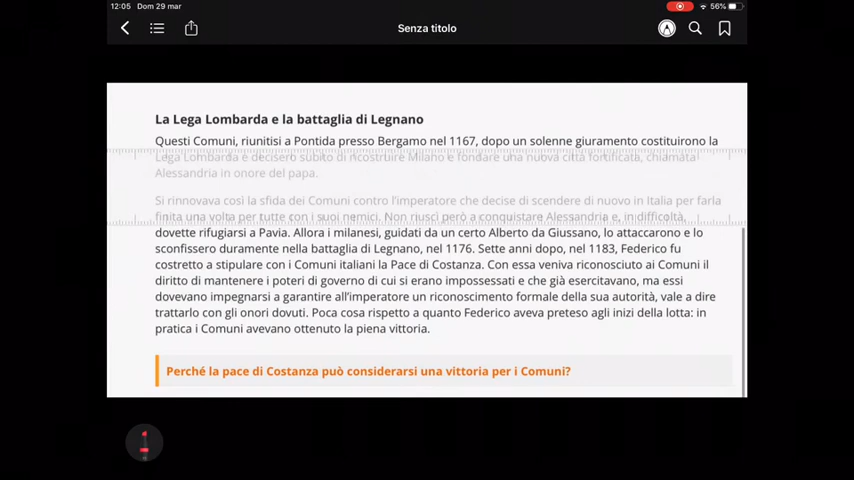 12:05 Dom 29 mar
56%
Senza titolo
La Lega Lombarda e la battaglia di Legnano
Questi Comuni, riunitisi a Pontida presso Bergamo nel 1167, dopo un solenne giuramento costituirono la
Lega Lombarda e decisero subito di ricostruire Milano e fondare una nuova città fortificata, chiamata
Alessandria in onore del papa.
Si rinnovava così la sfida dei Comuni contro l'imperatore che decise di scendere di nuovo in Italia per farla
finita una volta per tutte con i suoi nemici. Non riuscì però a conquistare Alessandria e, in difficoltà,
dovette rifugiarsi a Pavia. Allora i milanesi, guidati da un certo Alberto da Giussano, lo attaccarono e lo
sconfissero duramente nella battaglia di Legnano, nel 1176. Sette anni dopo, nel 1183, Federico fu
costretto a stipulare con i Comuni italiani la Pace di Costanza. Con essa veniva riconosciuto ai Comuni il
diritto di mantenere i poteri di governo di cui si erano impossessati e che già esercitavano, ma essi
dovevano impegnarsi a garantire all'imperatore un riconoscimento formale della sua autorità, vale a dire
trattarlo con gli onori dovuti. Poca cosa rispetto a quanto Federico aveva preteso agli inizi della lotta: in
pratica i Comuni avevano ottenuto la piena vittoria.
Perché la pace di Costanza può considerarsi una vittoria per i Comuni?